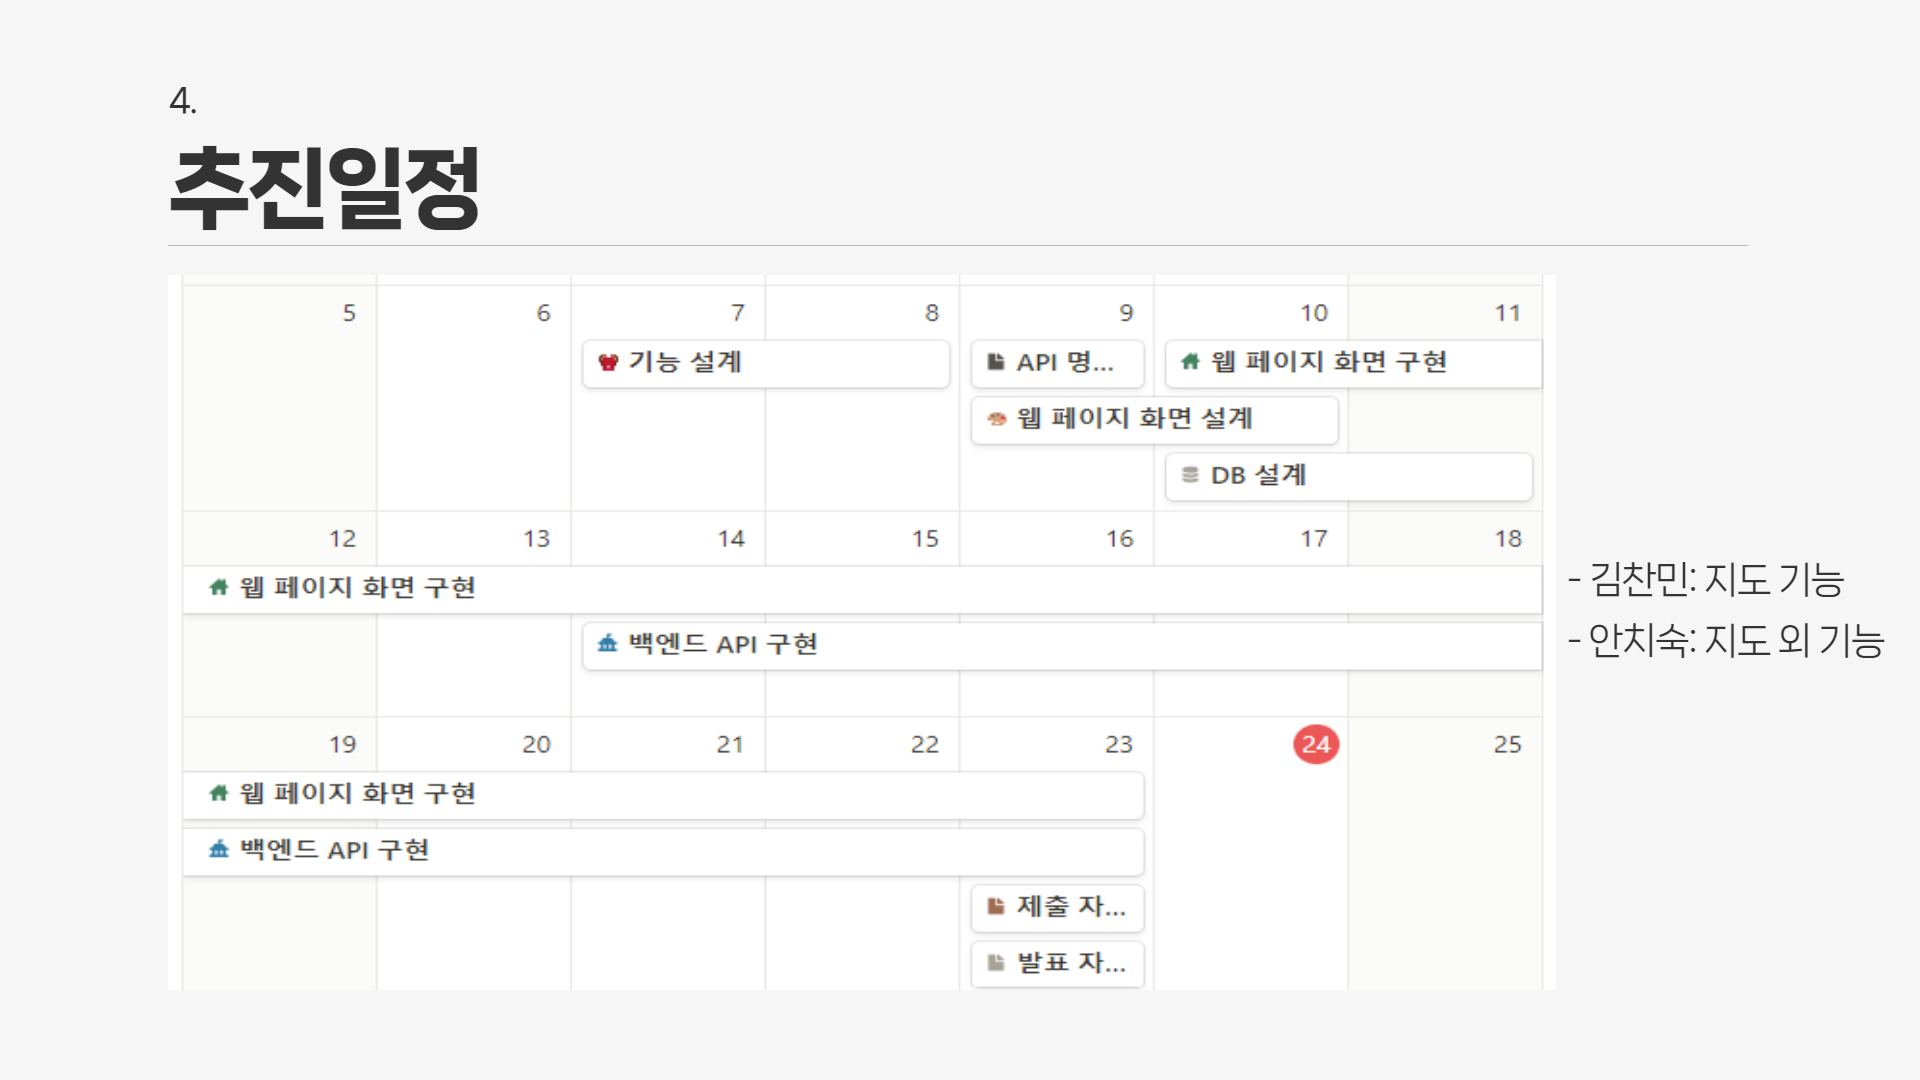 4.
추진일정
5 6 7 8 9 10 11
기능 설계 API 명... 웹 페이지 화면 구현
웹 페이지 화면 설계
DB 설계
12 13 14 15 16 17 18
웹 페이지 화면 구현
백엔드 API 구현
- 김찬민: 지도 기능
- 안치숙: 지도 외 기능
19 20 21 22 23 24 25
웹 페이지 화면 구현
백엔드 API 구현
제출 자...
발표 자...